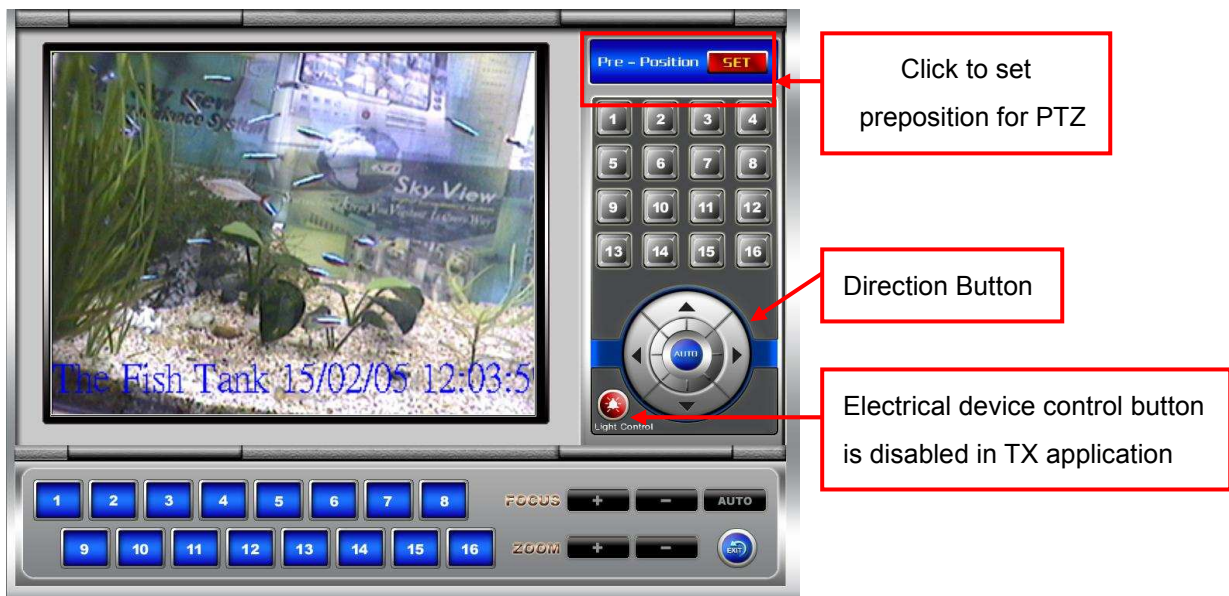 Pre - Position SET
Click to set
preposition for PTZ
1 2 3 4
5 6 7 8
9 10 11 12
13 14 15 16
Sky View
System
Sky View
The Fish Tank 15/02/05 12:03:5
Direction Button
AUTO
Light Control
Electrical device control button
is disabled in TX application
1 2 3 4 5 6 7 8
FOCUS + - AUTO
9 10 11 12 13 14 15 16
ZOOM + - EXIT